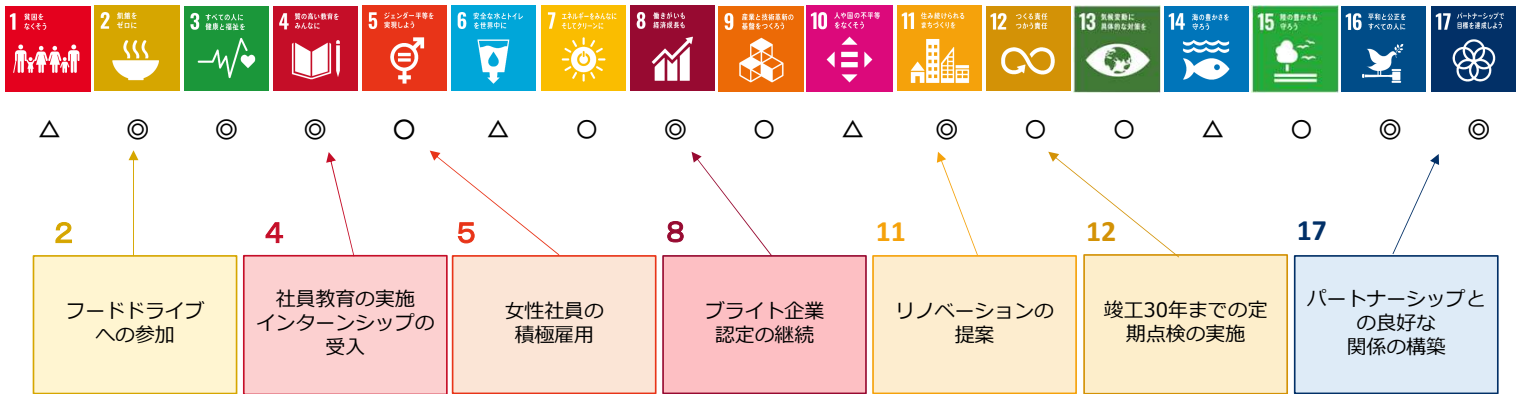 1 貧困を
なくそう
2 飢餓を
ゼロに
3 すべての人に
健康と福祉を
4 質の高い教育を
みんなに
5 ジェンダー平等を
実現しよう
6 安全な水とトイレ
を世界中に
7 エネルギーをみんなに
そしてクリーンに
8 働きがいも
経済成長も
9 産業と技術革新の
基盤をつくろう
10 人や国の不平等
をなくそう
11 住み続けられる
まちづくりを
12 つくる責任
つかう責任
13 気候変動に
具体的な対策を
14 海の豊かさを
守ろう
15 陸の豊かさも
守ろう
16 平和と公正を
すべての人に
17 パートナーシップで
目標を達成しよう
△ ◎ ◎ ◎ ○ △ ○ ◎ ○ △ ◎ ○ ○ △ ○ ◎ ◎
2
フードドライブ
への参加
4
社員教育の実施
インターンシップの
受入
5
女性社員の
積極雇用
8
ブライト企業
認定の継続
11
リノベーションの
提案
12
竣工30年までの定
期点検の実施
17
パートナーシップと
の良好な
関係の構築